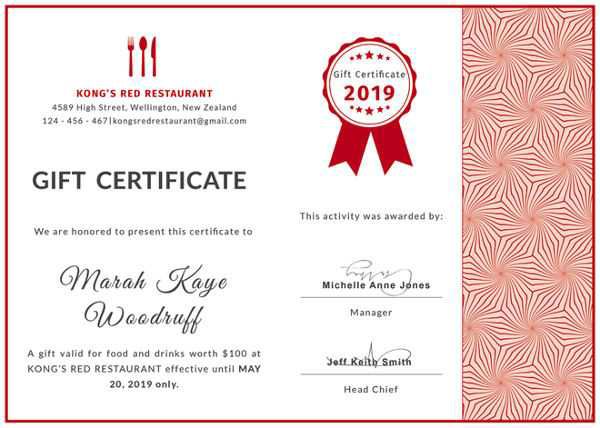 KONG'S RED RESTAURANT
4589 High Street, Wellington, New Zealand
124 - 456 - 467|kongsredrestaurant@gmail.com
GIFT CERTIFICATE
We are honored to present this certificate to
Marah Kaye
Woodruff
A gift valid for food and drinks worth $100 at
KONG'S RED RESTAURANT effective until MAY
20, 2019 only.
Gift Certificate
2019
This activity was awarded by:
Michelle Anne Jones
Manager
Jeff Keith Smith
Head Chief